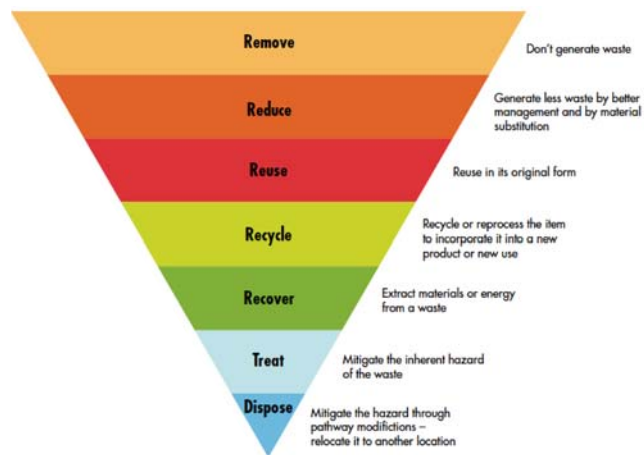 Remove
Don't generate waste
Reduce
Generate less waste by better
management and by material
substitution
Reuse
Reuse in its original form
Recycle
Recycle or reprocess the item
to incorporate it into a new
product or new use
Recover
Extract materials or energy
from a waste
Treat
Mitigate the inherent hazard
of the waste
Dispose
Mitigate the hazard through
pathway modifictions –
relocate it to another location